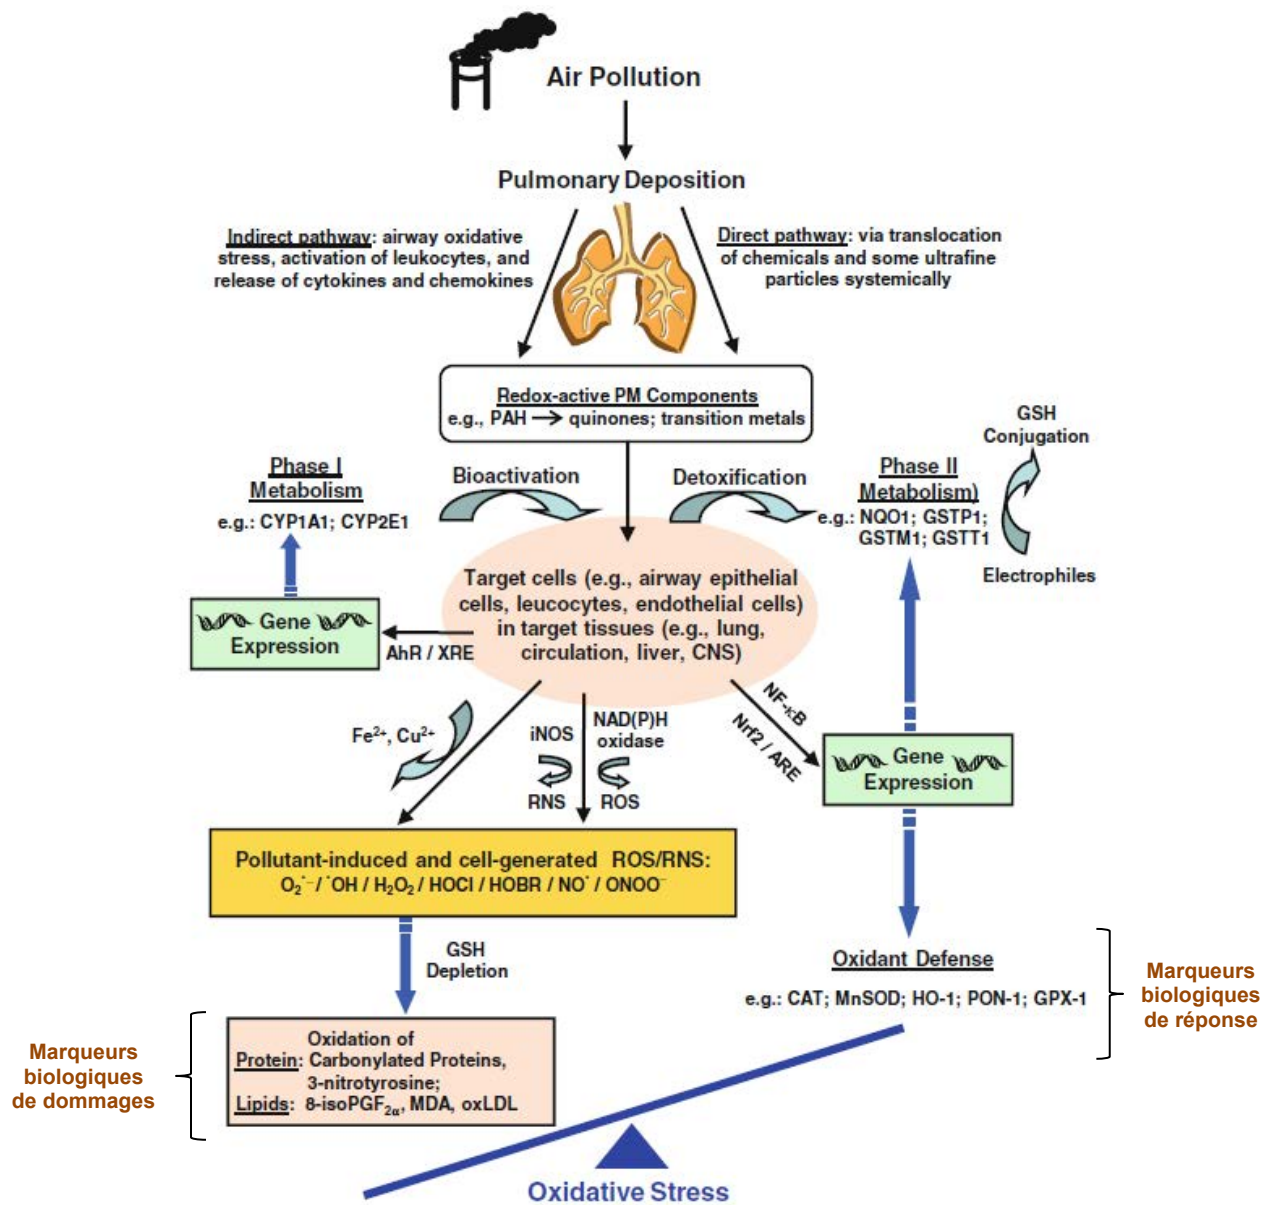 Air Pollution
Pulmonary Deposition
Indirect pathway: airway oxidative
stress, activation of leukocytes, and
release of cytokines and chemokines
Direct pathway: via translocation
of chemicals and some ultrafine
particles systemically
Redox-active PM Components
e.g., PAH → quinones; transition metals
GSH
Conjugation
Phase I
Metabolism
e.g.: CYP1A1; CYP2E1
Bioactivation
Detoxification
Phase II
Metabolism)
e.g.: NQO1; GSTP1;
GSTM1; GSTT1
Electrophiles
Target cells (e.g., airway epithelial
cells, leucocytes, endothelial cells)
in target tissues (e.g., lung,
circulation, liver, CNS)
Gene
Expression
AhR / XRE
Fe²⁺, Cu²⁺
iNOS
RNS
NAD(P)H
oxidase
ROS
NF-κB
Nrf2 / ARE
Gene
Expression
Pollutant-induced and cell-generated ROS/RNS:
O₂˙⁻/ ˙OH / H₂O₂ / HOCl / HOBR / NO˙ / ONOO⁻
GSH
Depletion
Oxidant Defense
e.g.: CAT; MnSOD; HO-1; PON-1; GPX-1
Marqueurs
biologiques
de réponse
Marqueurs
biologiques
de dommages
Oxidation of
Protein: Carbonylated Proteins,
3-nitrotyrosine;
Lipids: 8-isoPGF₂α, MDA, oxLDL
Oxidative Stress